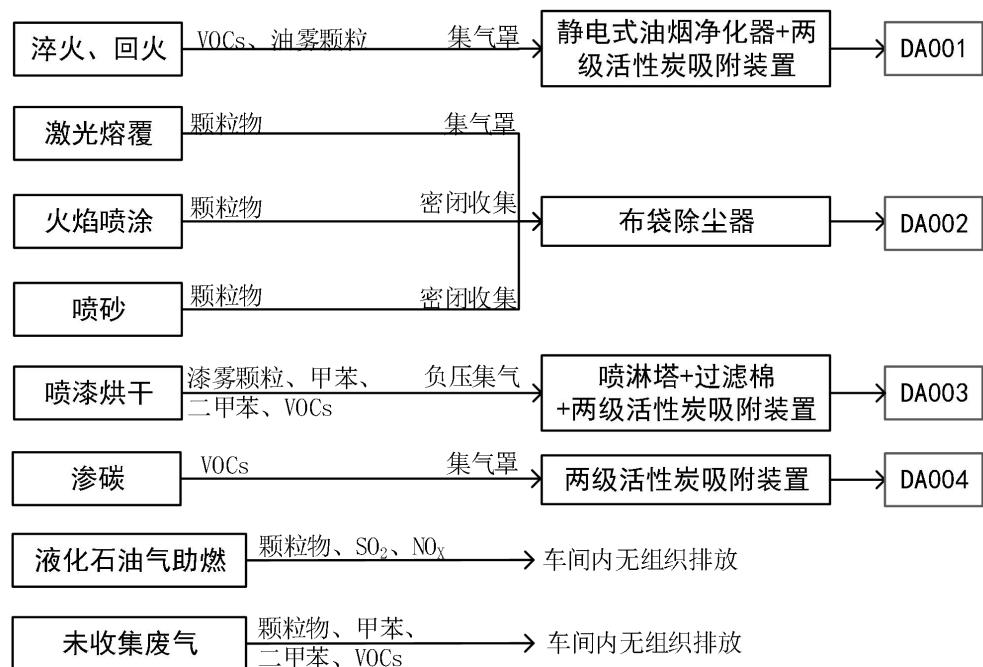 淬火、回火
VOCs、油雾颗粒
集气罩
静电式油烟净化器+两
级活性炭吸附装置
DA001
激光熔覆
颗粒物
集气罩
火焰喷涂
颗粒物
密闭收集
布袋除尘器
DA002
喷砂
颗粒物
密闭收集
喷漆烘干
漆雾颗粒、甲苯、
二甲苯、VOCs
负压集气
喷淋塔+过滤棉
+两级活性炭吸附装置
DA003
渗碳
VOCs
集气罩
两级活性炭吸附装置
DA004
液化石油气助燃
颗粒物、SO₂、NOX
车间内无组织排放
未收集废气
颗粒物、甲苯、
二甲苯、VOCs
车间内无组织排放